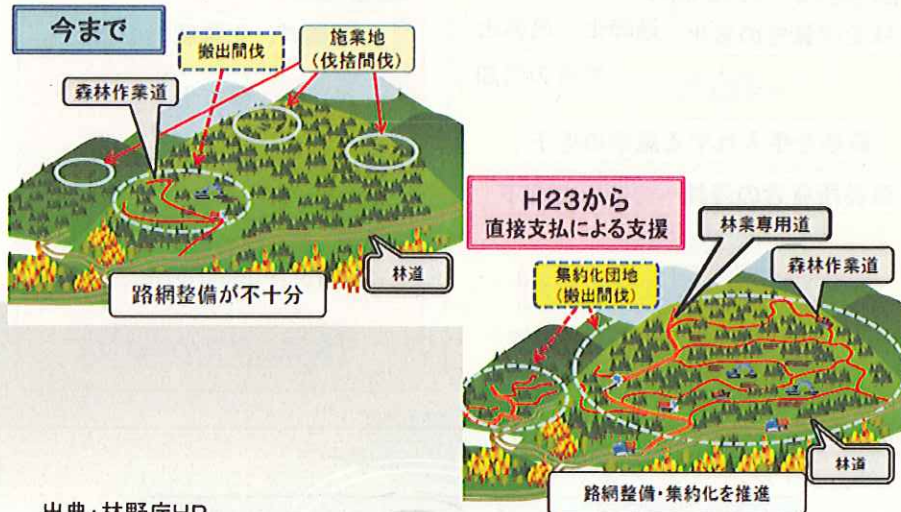 今まで
搬出間伐
施業地
(伐捨間伐)
森林作業道
林道
路網整備が不十分
H23から
直接支払による支援
林業専用道
森林作業道
集約化団地
(搬出間伐)
林道
路網整備・集約化を推進
出典:林野庁HP